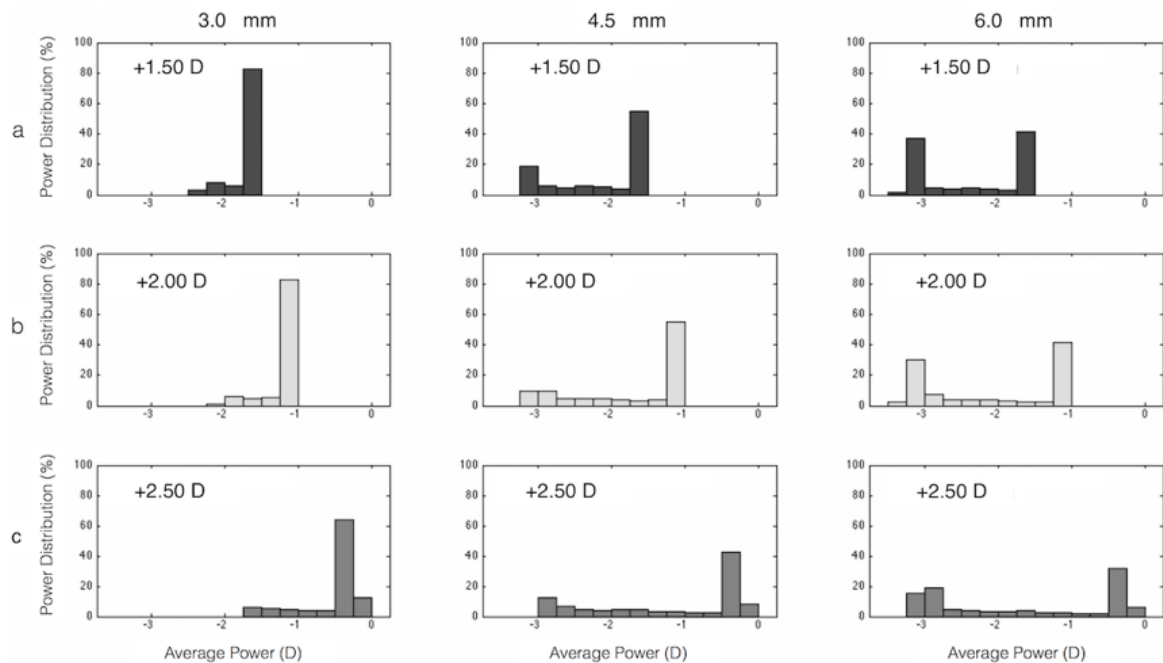 3.0 mm 4.5 mm 6.0 mm
a
Power Distribution (%)
100 80 60 40 20 0
+1.50 D
-3 -2 -1 0
100 80 60 40 20 0
+1.50 D
-3 -2 -1 0
100 80 60 40 20 0
+1.50 D
-3 -2 -1 0
b
Power Distribution (%)
100 80 60 40 20 0
+2.00 D
-3 -2 -1 0
100 80 60 40 20 0
+2.00 D
-3 -2 -1 0
100 80 60 40 20 0
+2.00 D
-3 -2 -1 0
c
Power Distribution (%)
100 80 60 40 20 0
+2.50 D
-3 -2 -1 0
100 80 60 40 20 0
+2.50 D
-3 -2 -1 0
100 80 60 40 20 0
+2.50 D
-3 -2 -1 0
Average Power (D) Average Power (D) Average Power (D)